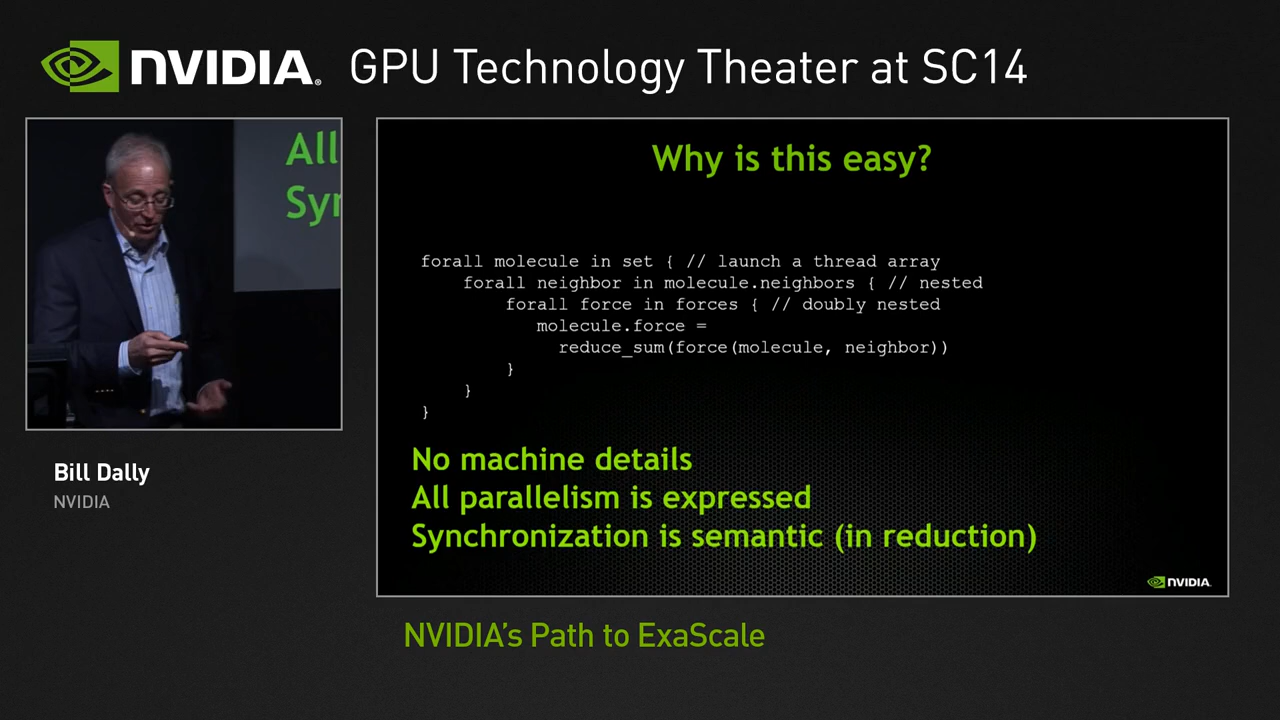 NVIDIA® GPU Technology Theater at SC14
All
Syn
Why is this easy?
forall molecule in set { // launch a thread array
forall neighbor in molecule.neighbors { // nested
forall force in forces { // doubly nested
molecule.force =
reduce_sum(force(molecule, neighbor))
}
}
}
No machine details
All parallelism is expressed
Synchronization is semantic (in reduction)
NVIDIA.
Bill Dally
NVIDIA
NVIDIA's Path to ExaScale